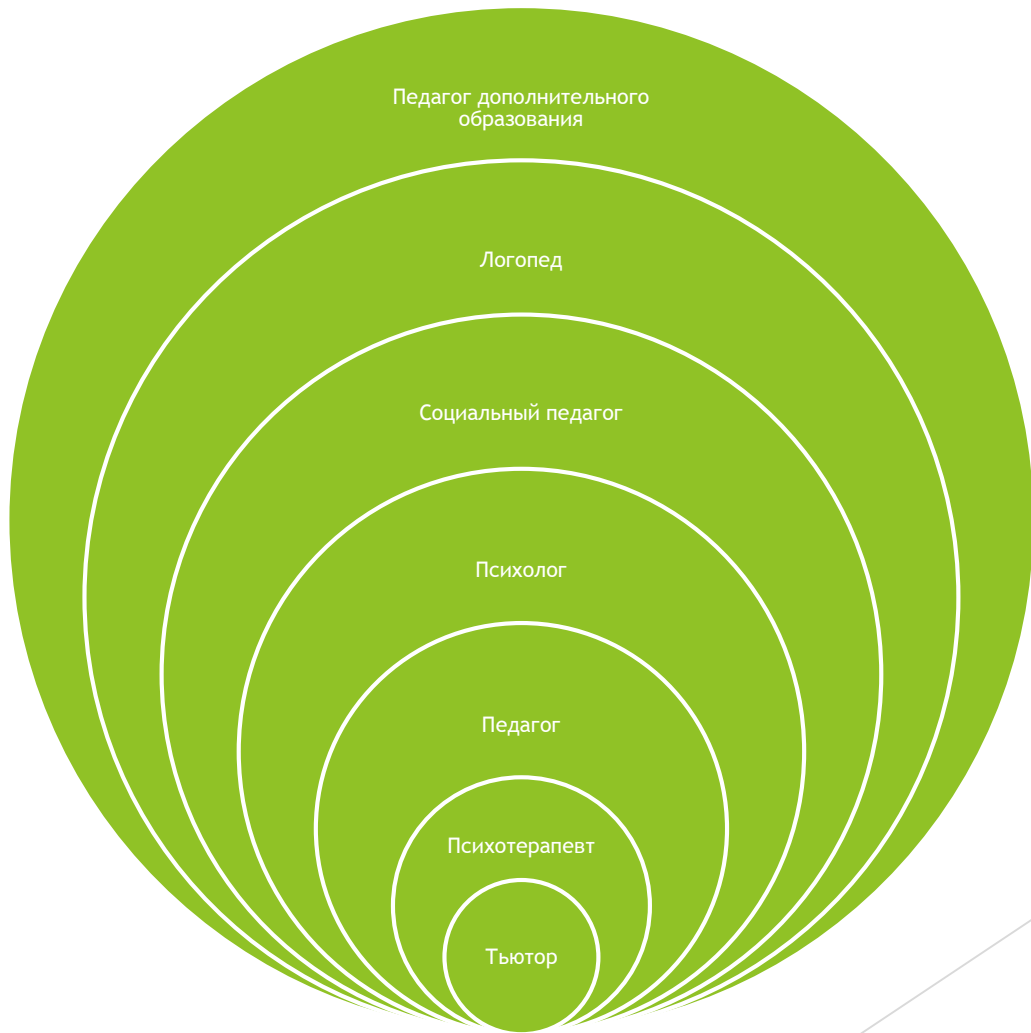 Педагог дополнительного
образования
Логопед
Социальный педагог
Психолог
Педагог
Психотерапевт
Тьютор